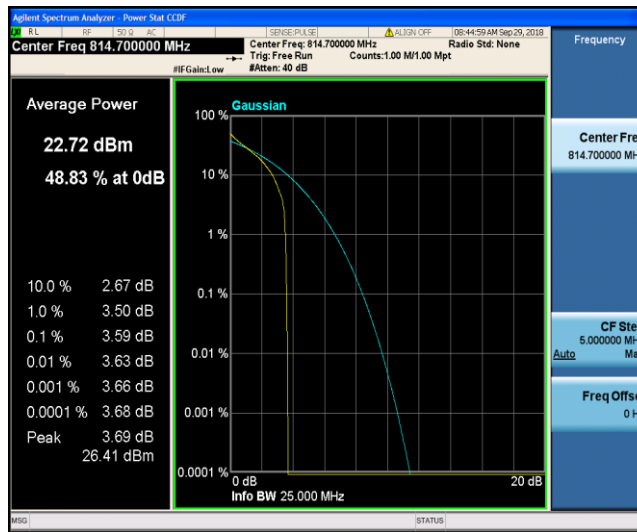 Agilent Spectrum Analyzer - Power Stat CCDF
RL RF 50 Ω AC SENSE:PULSE ALIGN OFF 08:44:59 AM Sep 29, 2018
Center Freq 814.700000 MHz
Center Freq: 814.700000 MHz Radio Std: None
Trig: Free Run Counts:1.00 M/1.00 Mpt
#IFGain:Low #Atten: 40 dB
Frequency
Average Power
22.72 dBm
48.83 % at 0dB
10.0 % 2.67 dB
1.0 % 3.50 dB
0.1 % 3.59 dB
0.01 % 3.63 dB
0.001 % 3.66 dB
0.0001 % 3.68 dB
Peak 3.69 dB
26.41 dBm
Gaussian
100 %
10 %
1 %
0.1 %
0.01 %
0.001 %
0.0001 %
0 dB 20 dB
Info BW 25.000 MHz
Center Fre
814.700000 MH
CF Ste
5.000000 MH
Auto Ma
Freq Offs
0 H
MSG STATUS